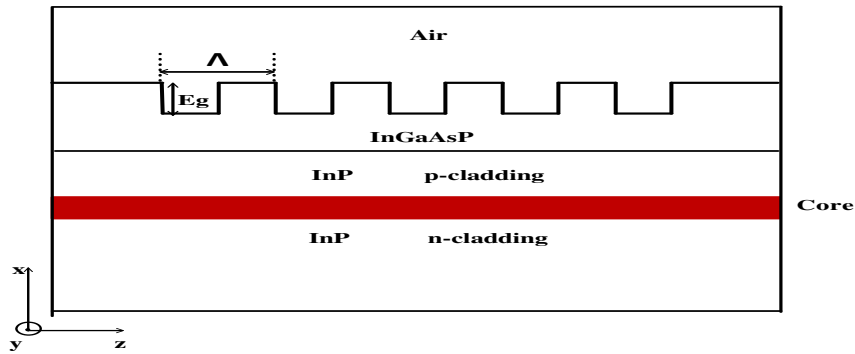 Air
Λ
Eg
InGaAsP
InP p-cladding
Core
InP n-cladding
x
y z